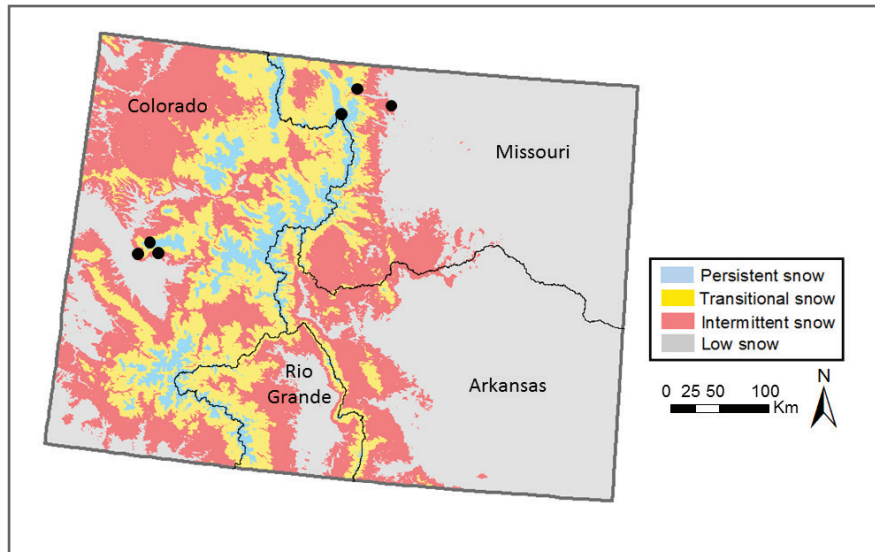 Colorado
Missouri
Rio
Grande
Arkansas
Persistent snow
Transitional snow
Intermittent snow
Low snow
N
0 25 50 100
Km